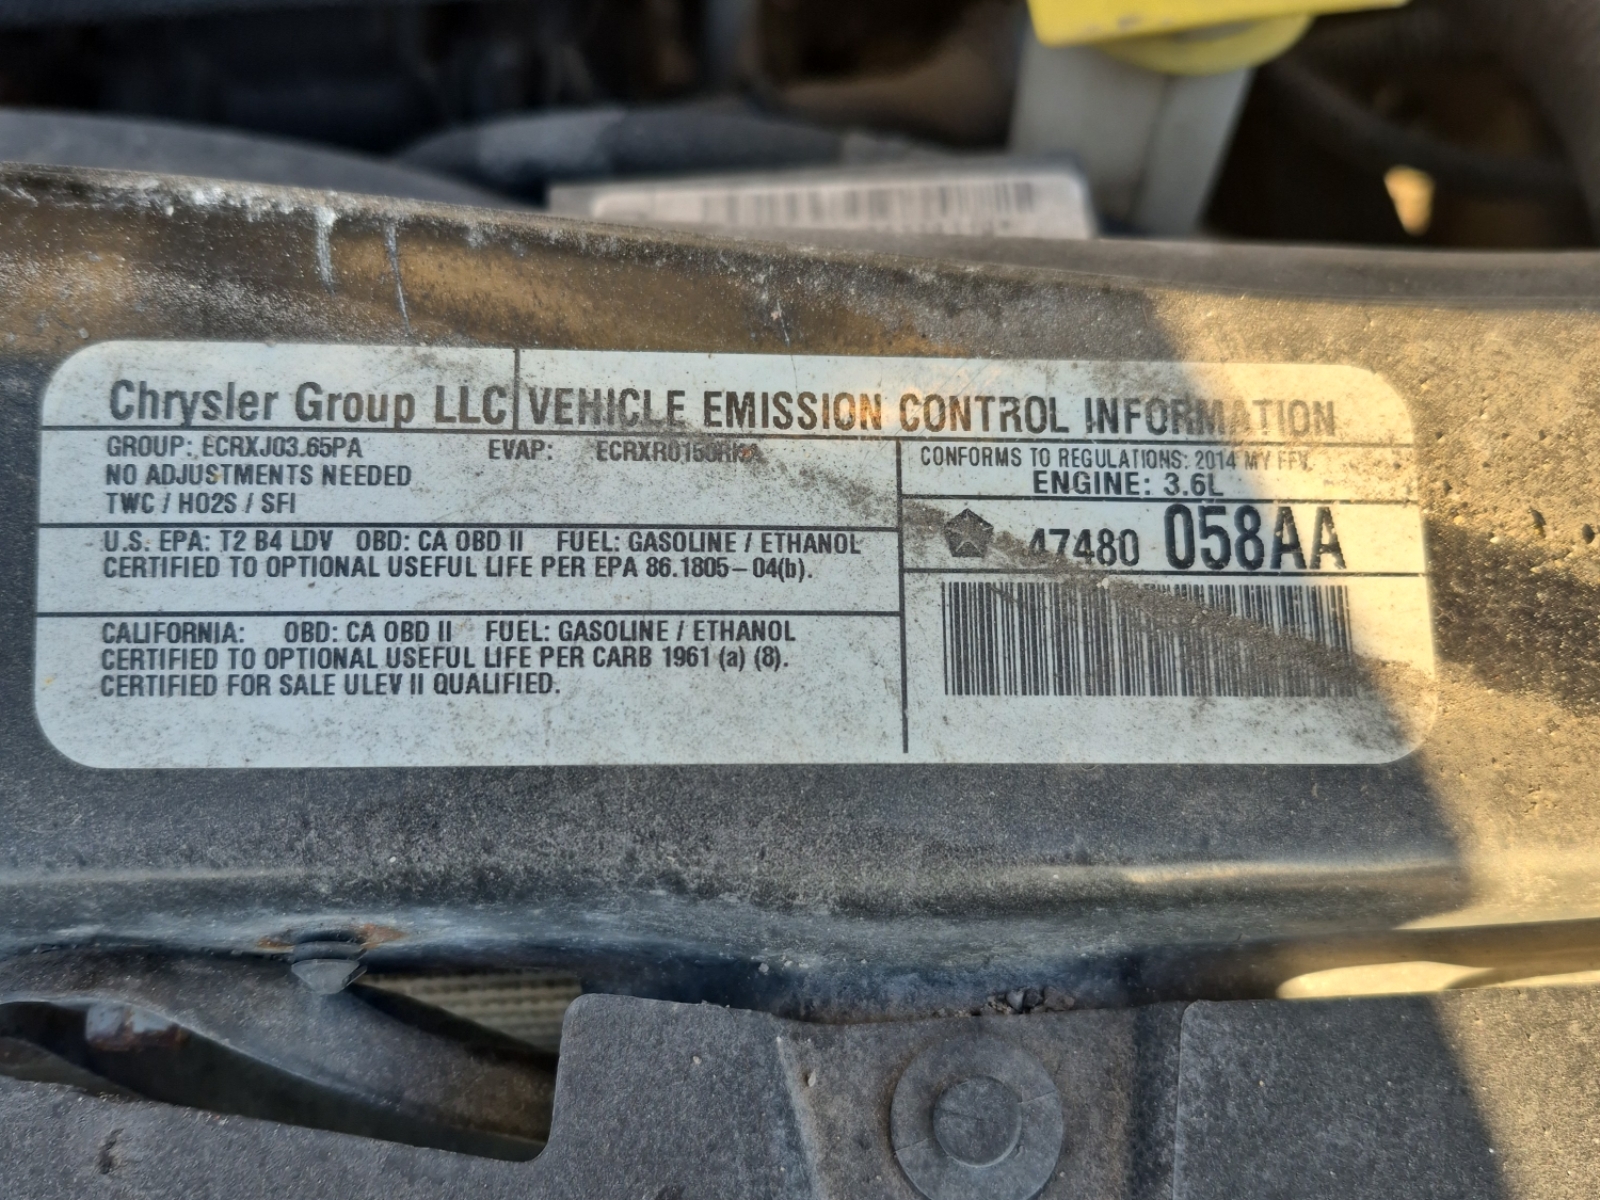 Chrysler Group LLC VEHICLE EMISSION CONTROL INFORMATION
GROUP: ECRXJ03.65PA EVAP:
NO ADJUSTMENTS NEEDED
TWC / HO2S / SFI
CONFORMS TO REGULATIONS: 2014 MY FFV.
ENGINE: 3.6L
47480 058AA
U.S. EPA: T2 B4 LDV OBD: CA OBD II FUEL: GASOLINE / ETHANOL
CERTIFIED TO OPTIONAL USEFUL LIFE PER EPA 86.1805-04(b).
CALIFORNIA: OBD: CA OBD II FUEL: GASOLINE / ETHANOL
CERTIFIED TO OPTIONAL USEFUL LIFE PER CARB 1961 (a) (8).
CERTIFIED FOR SALE ULEV II QUALIFIED.